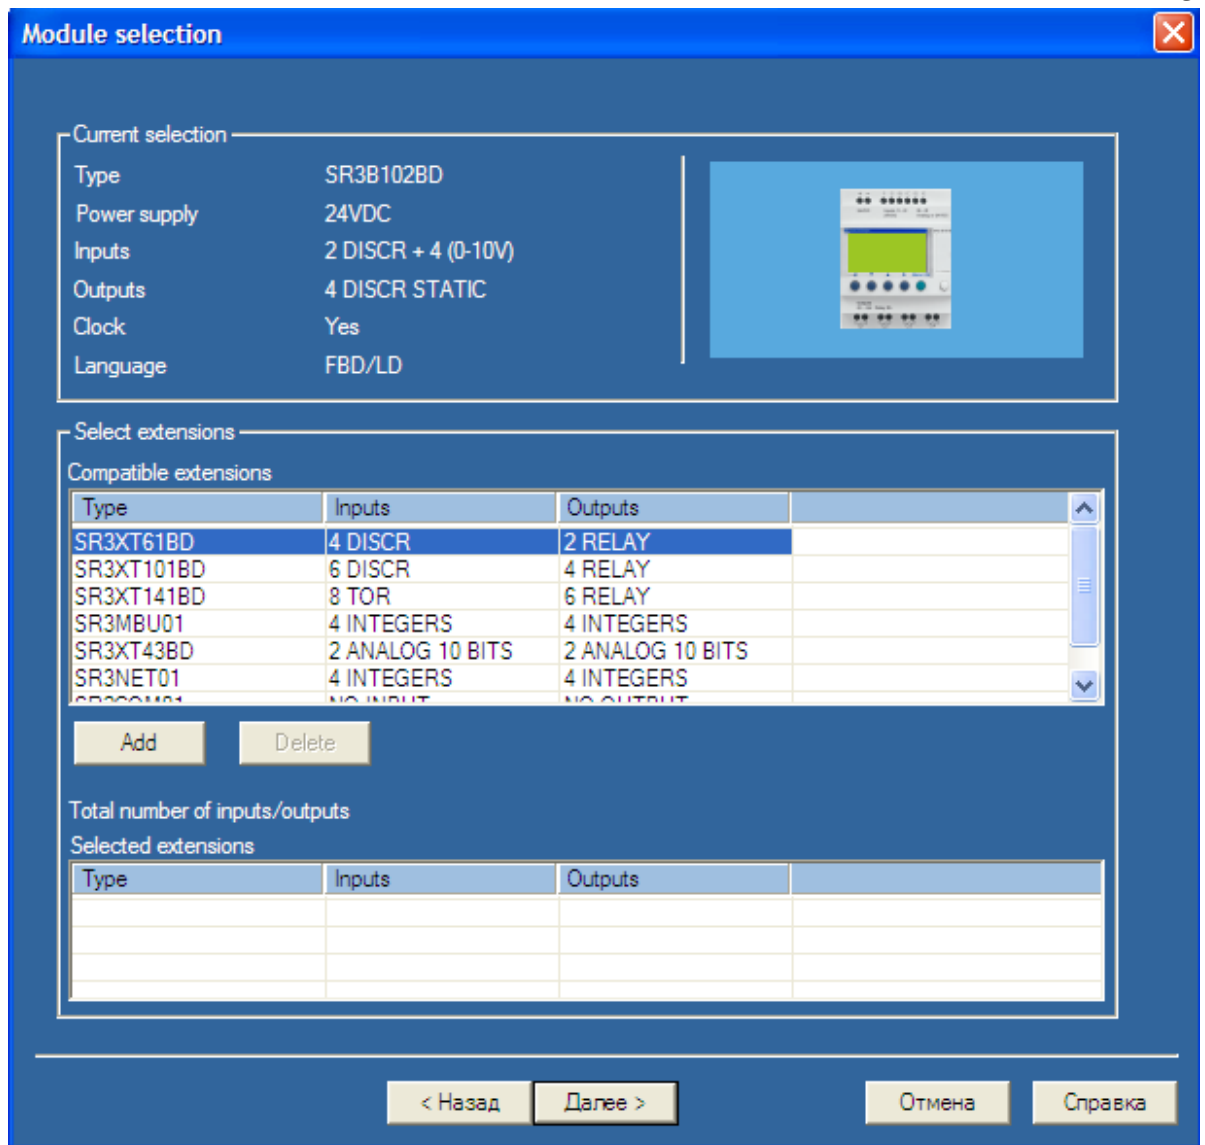 Module selection
Current selection
Type SR3B102BD
Power supply 24VDC
Inputs 2 DISCR + 4 (0-10V)
Outputs 4 DISCR STATIC
Clock Yes
Language FBD/LD
Select extensions
Compatible extensions
Type Inputs Outputs
SR3XT61BD 4 DISCR 2 RELAY
SR3XT101BD 6 DISCR 4 RELAY
SR3XT141BD 8 TOR 6 RELAY
SR3MBU01 4 INTEGERS 4 INTEGERS
SR3XT43BD 2 ANALOG 10 BITS 2 ANALOG 10 BITS
SR3NET01 4 INTEGERS 4 INTEGERS
NO INPUT NO OUTPUT
Add Delete
Total number of inputs/outputs
Selected extensions
Type Inputs Outputs
< Назад Далее > Отмена Справка